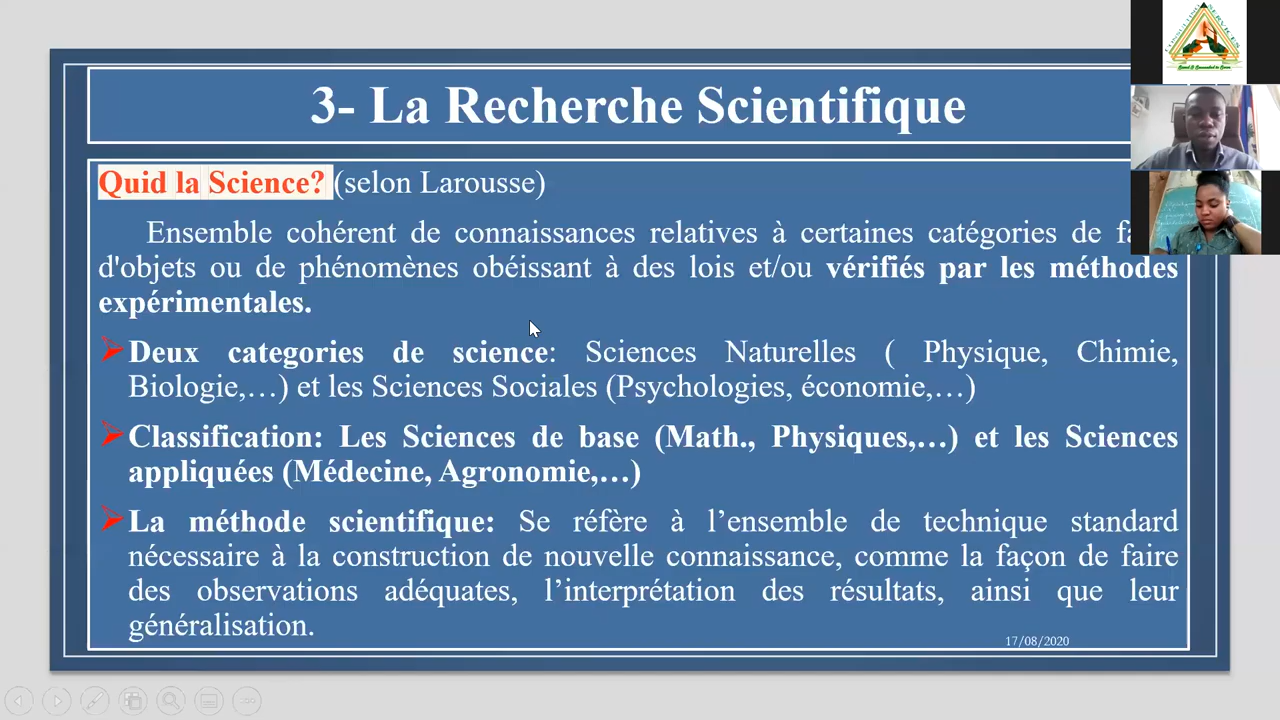 3- La Recherche Scientifique
Quid la Science? (selon Larousse)
Ensemble cohérent de connaissances relatives à certaines catégories de
d'objets ou de phénomènes obéissant à des lois et/ou vérifiés par les méthodes
expérimentales.
Deux categories de science: Sciences Naturelles ( Physique, Chimie,
Biologie,…) et les Sciences Sociales (Psychologies, économie,…)
Classification: Les Sciences de base (Math., Physiques,…) et les Sciences
appliquées (Médecine, Agronomie,…)
La méthode scientifique: Se réfère à l’ensemble de technique standard
nécessaire à la construction de nouvelle connaissance, comme la façon de faire
des observations adéquates, l’interprétation des résultats, ainsi que leur
généralisation.
17/08/2020